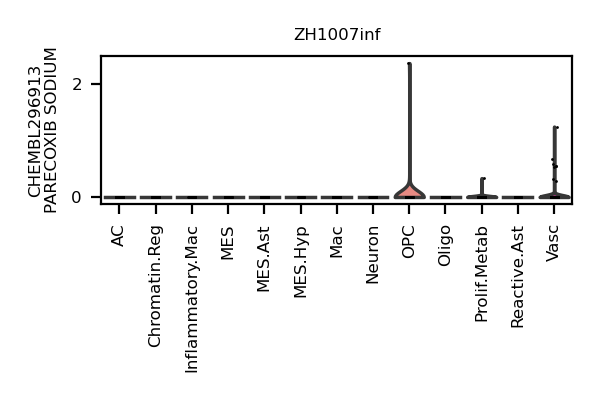 ZH1007inf
CHEMBL296913
PARECOXIB SODIUM
2
0
AC
Chromatin.Reg
Inflammatory.Mac
MES
MES.Ast
MES.Hyp
Mac
Neuron
OPC
Oligo
Prolif.Metab
Reactive.Ast
Vasc